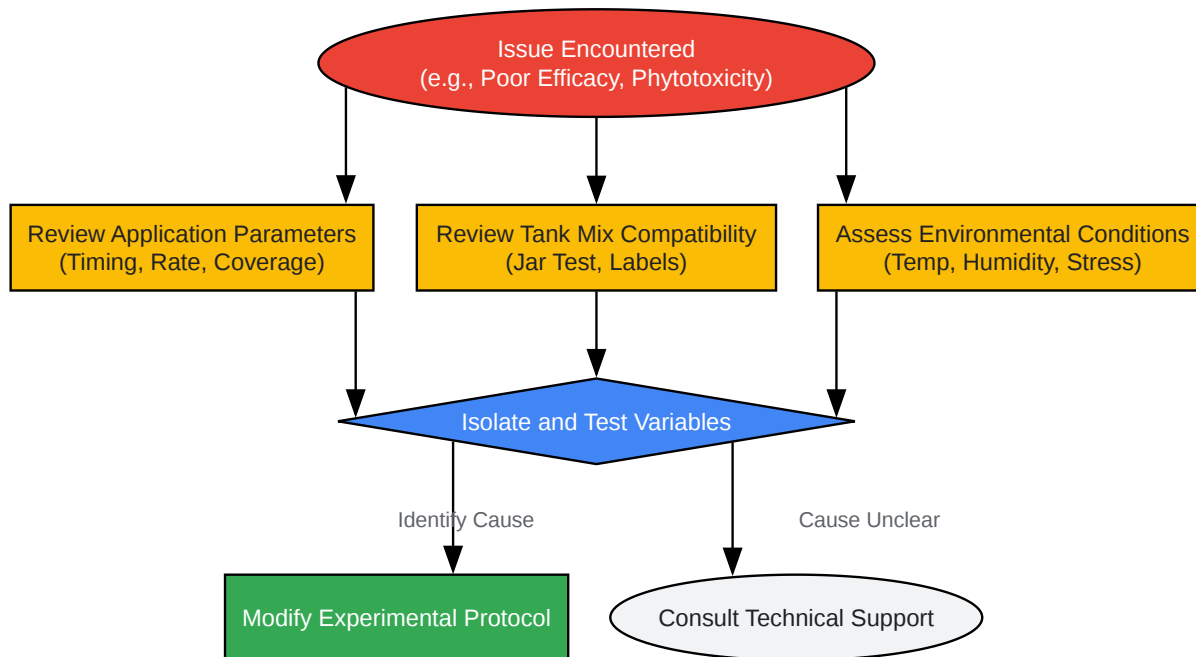 Issue Encountered
(e.g., Poor Efficacy, Phytotoxicity)
Review Application Parameters
(Timing, Rate, Coverage)
Review Tank Mix Compatibility
(Jar Test, Labels)
Assess Environmental Conditions
(Temp, Humidity, Stress)
Isolate and Test Variables
Identify Cause
Cause Unclear
Modify Experimental Protocol
Consult Technical Support